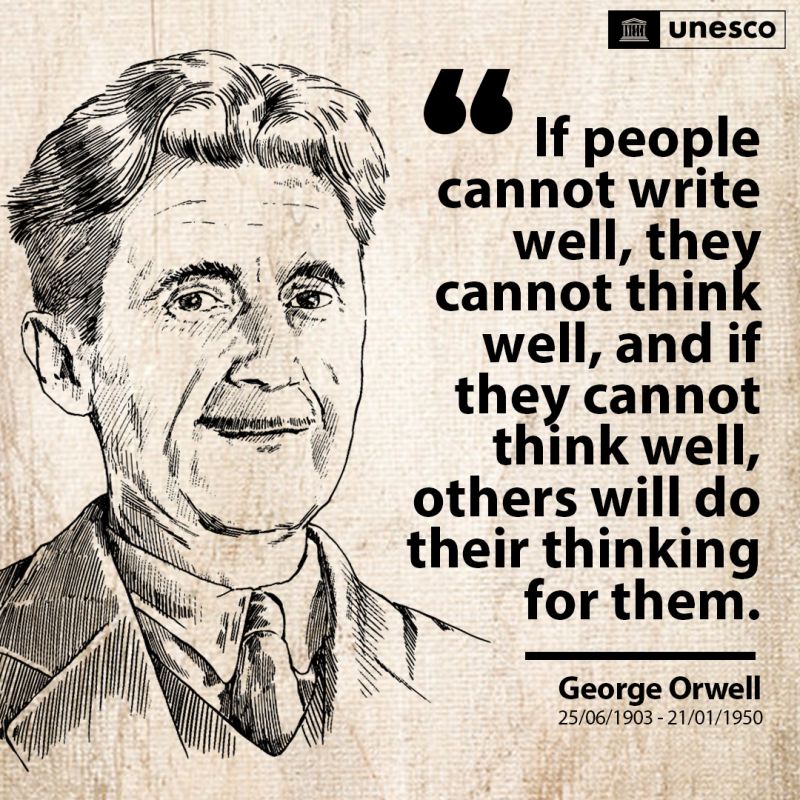 unesco
“ If people
cannot write
well, they
cannot think
well, and if
they cannot
think well,
others will do
their thinking
for them.
George Orwell
25/06/1903 - 21/01/1950